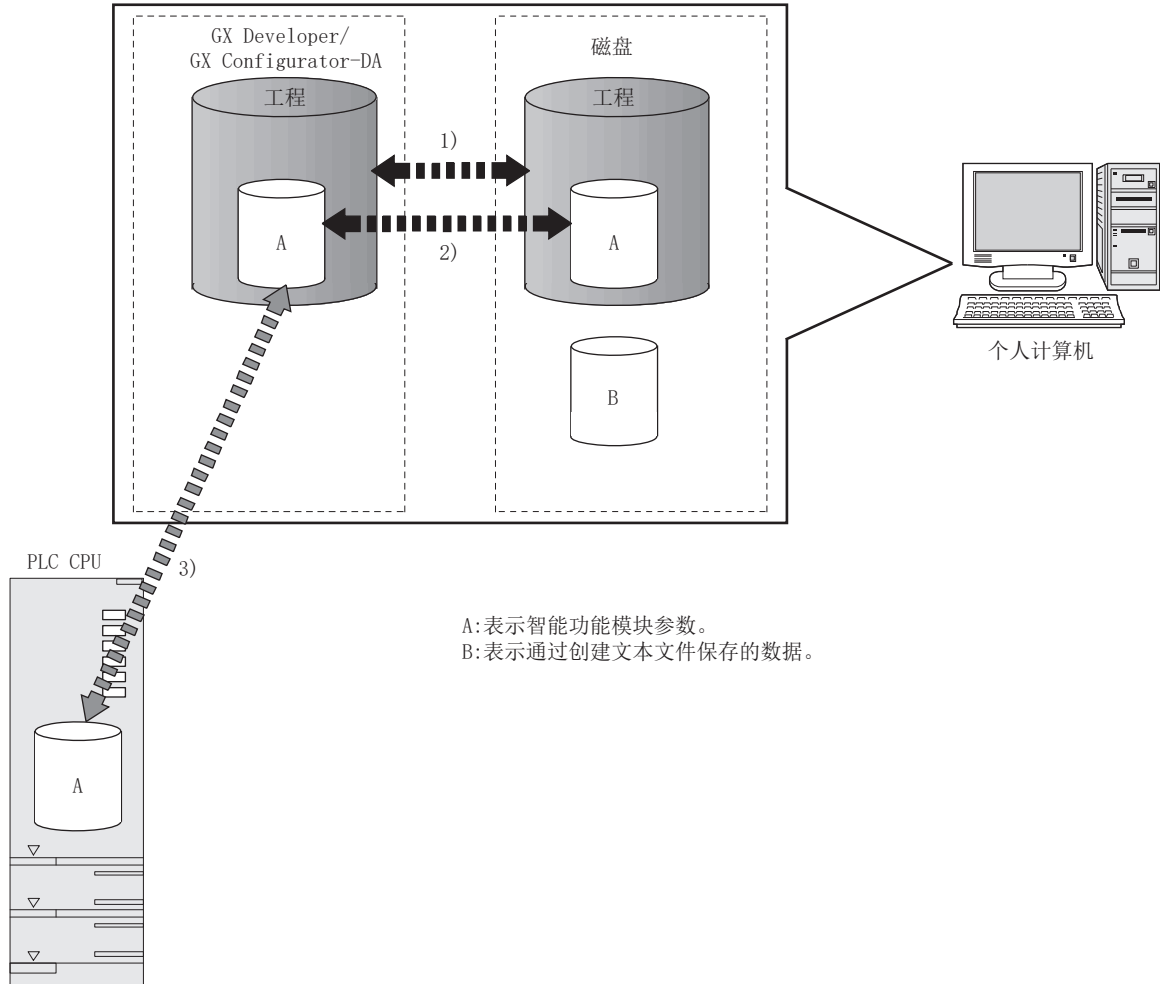 GX Developer/
GX Configurator-DA
磁盘
工程
工程
1)
A
2)
A
B
个人计算机
PLC CPU
3)
A:表示智能功能模块参数。
B:表示通过创建文本文件保存的数据。
A